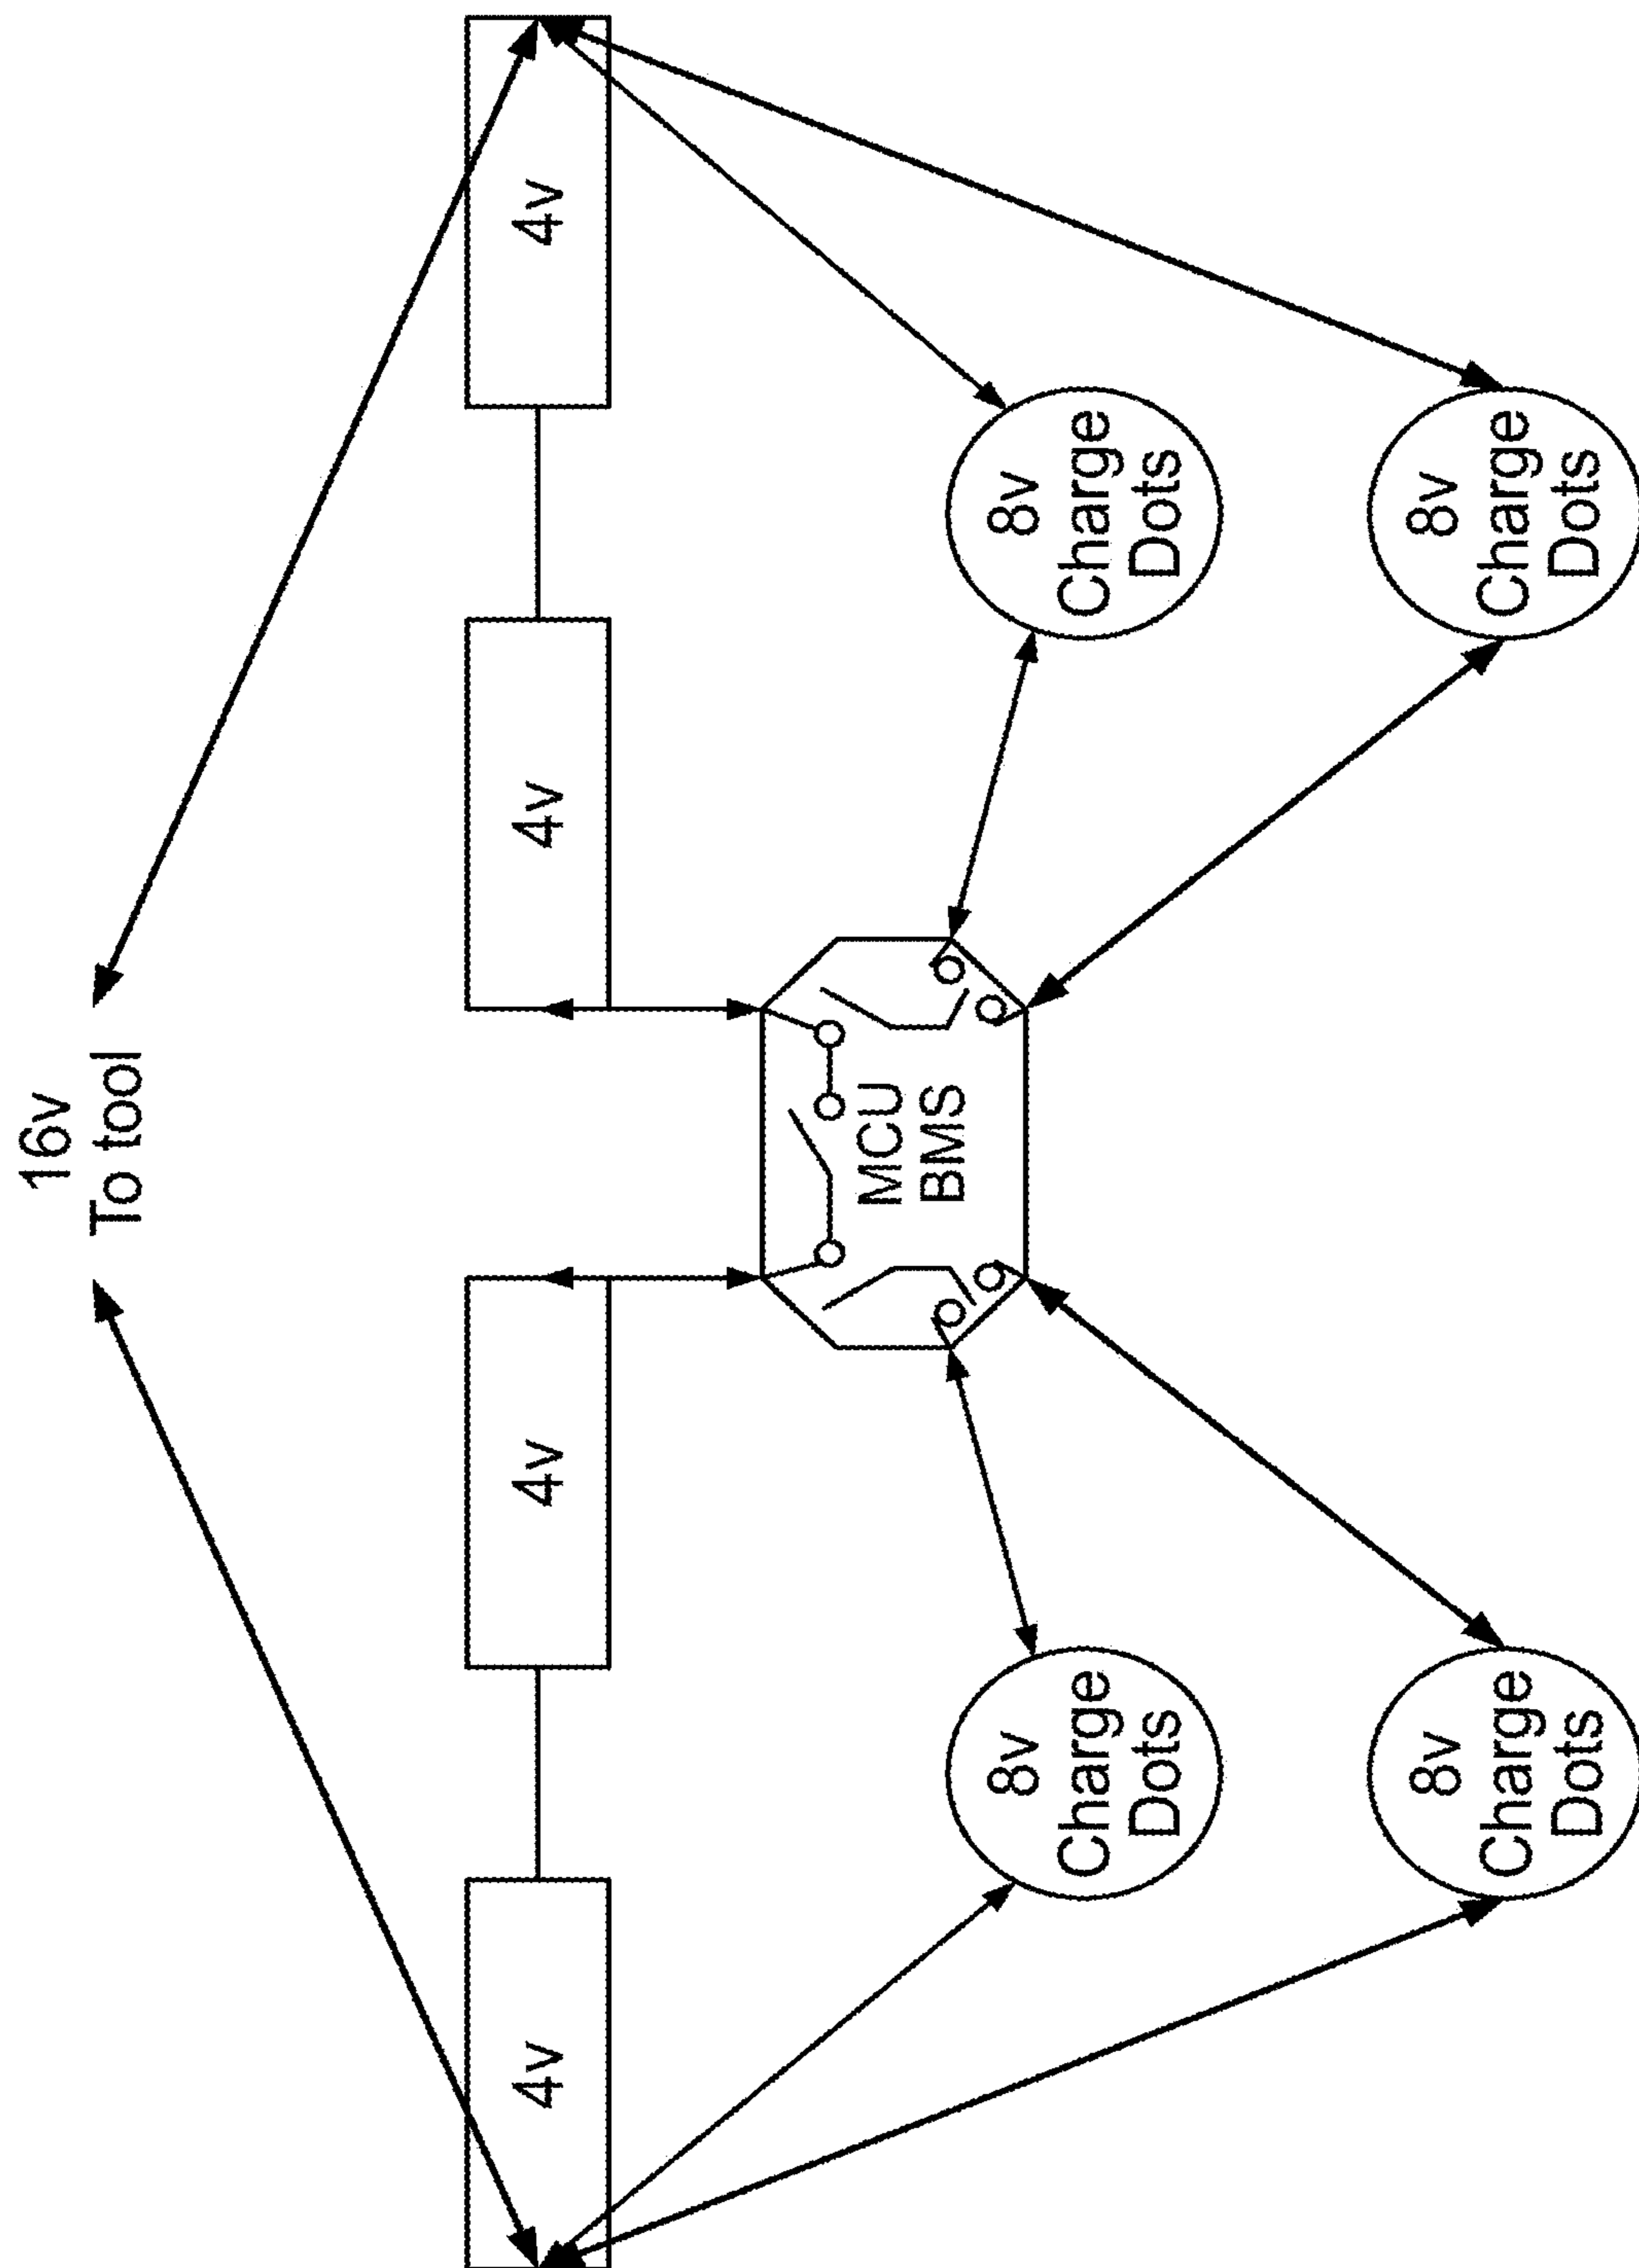 16v
To tool
4v
4v
4v
4v
MCU
BMS
8v
Charge
Dots
8v
Charge
Dots
8v
Charge
Dots
8v
Charge
Dots